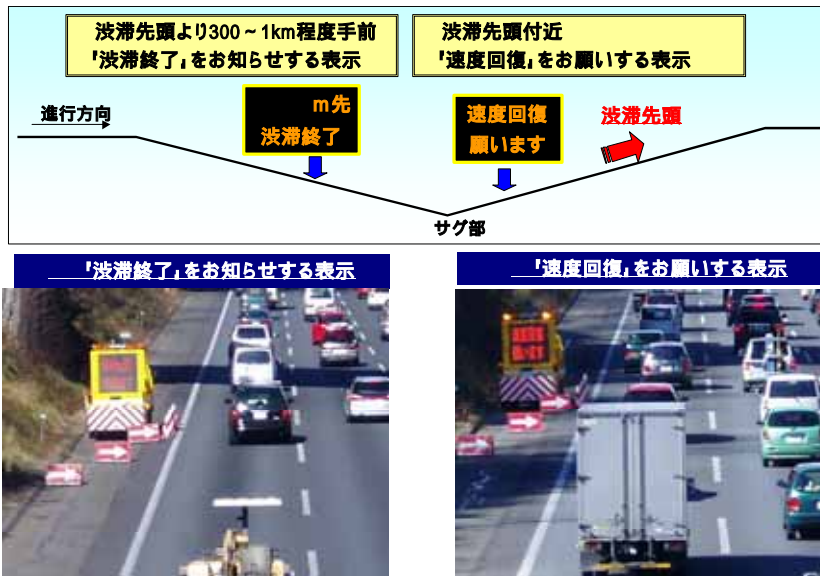 渋滞先頭より300～1km程度手前
｢渋滞終了｣をお知らせする表示
渋滞先頭付近
｢速度回復｣をお願いする表示
進行方向
m先
渋滞終了
速度回復
願います
渋滞先頭
サグ部
｢渋滞終了｣をお知らせする表示
｢速度回復｣をお願いする表示